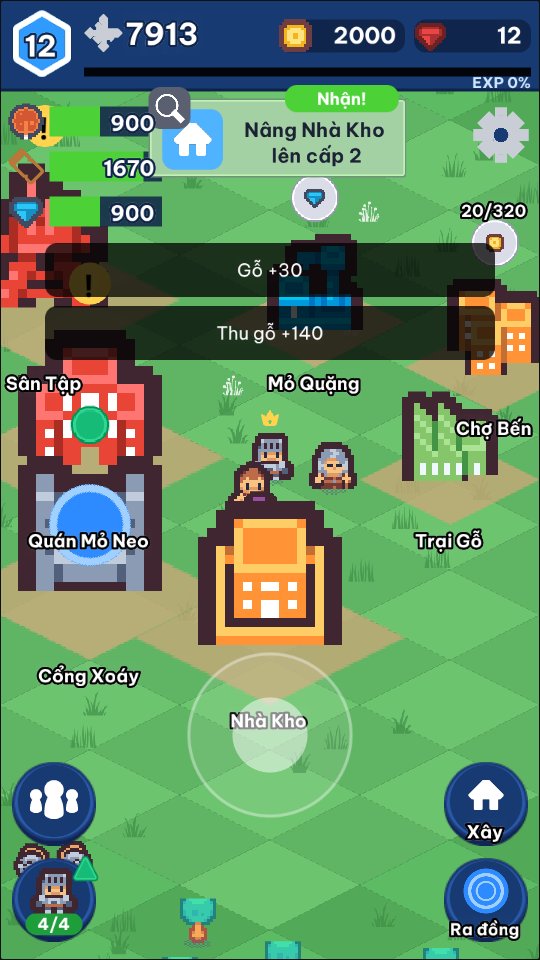 12
7913
2000
12
EXP 0%
Nhận!
900
Nâng Nhà Kho
lên cấp 2
1670
900
20/320
Gỗ +30
Thu gỗ +140
Sân Tập
Mỏ Quặng
Chợ Bến
Quán Mỏ Neo
Trại Gỗ
Cổng Xoáy
Nhà Kho
Xây
4/4
Ra đồng